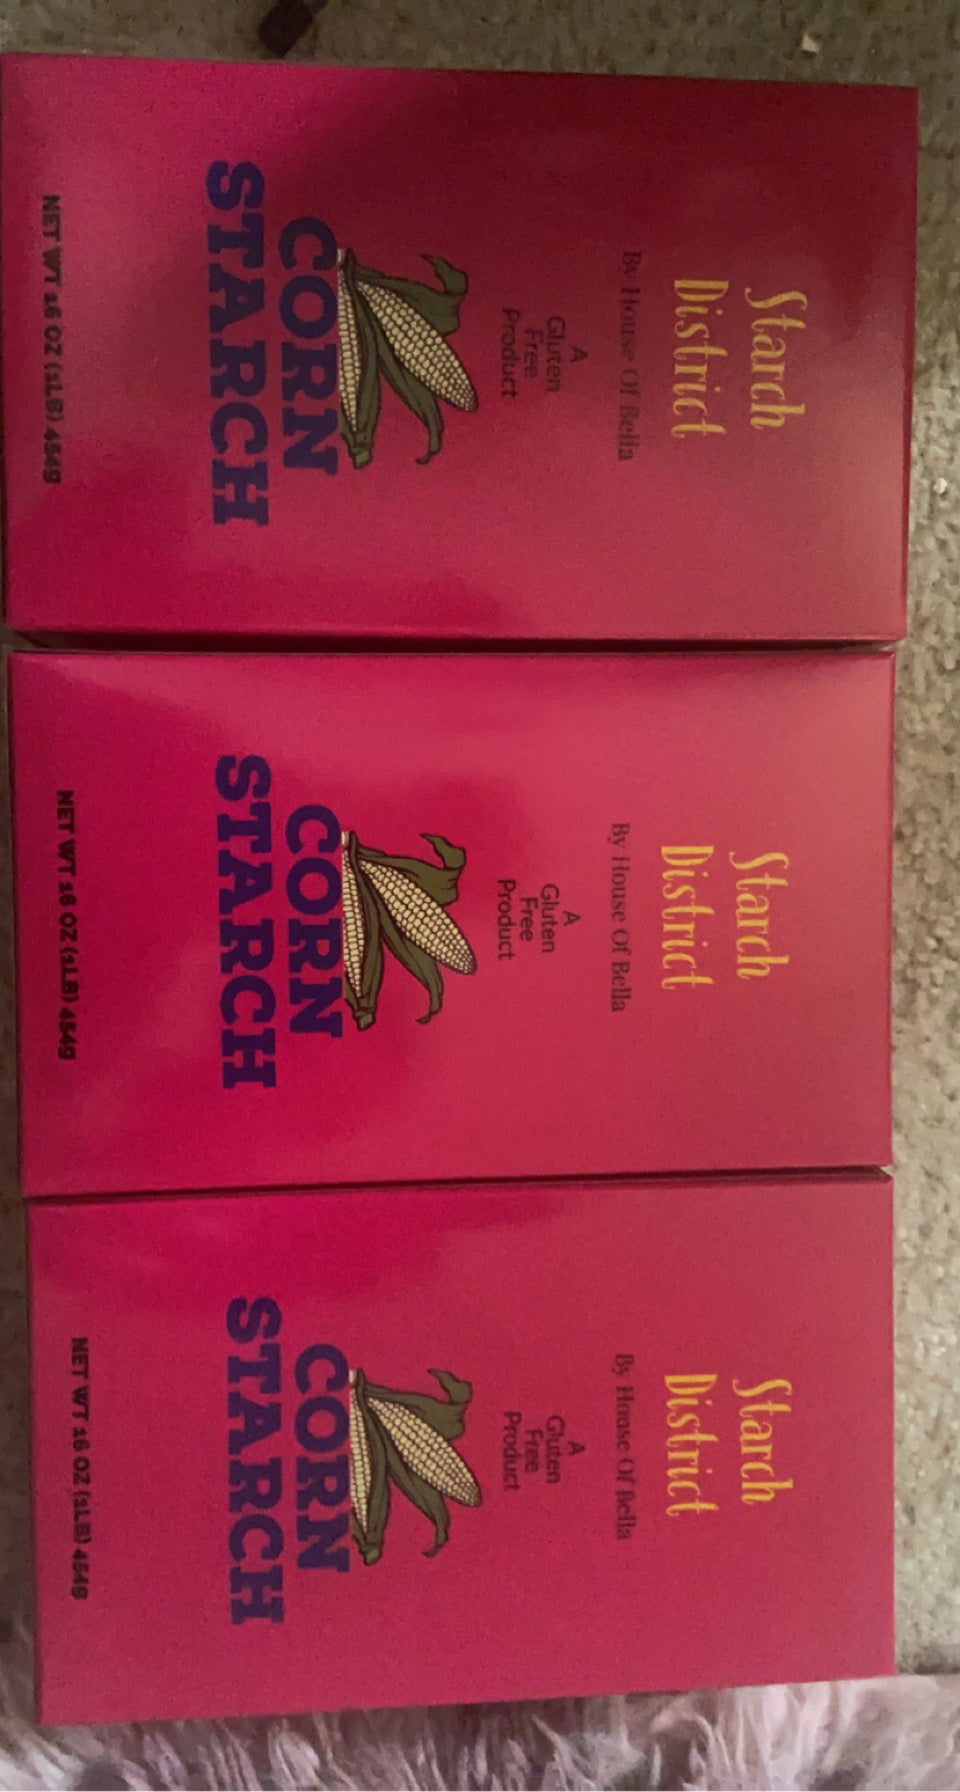 Starch
District
By House Of Bella
A
Gluten
Free
Product
CORN
STARCH
NET WT 16 OZ (1LB) 454g
Starch
District
By House Of Bella
A
Gluten
Free
Product
CORN
STARCH
NET WT 16 OZ (1LB) 454g
Starch
District
By House Of Bella
A
Gluten
Free
Product
CORN
STARCH
NET WT 16 OZ (1LB) 454g